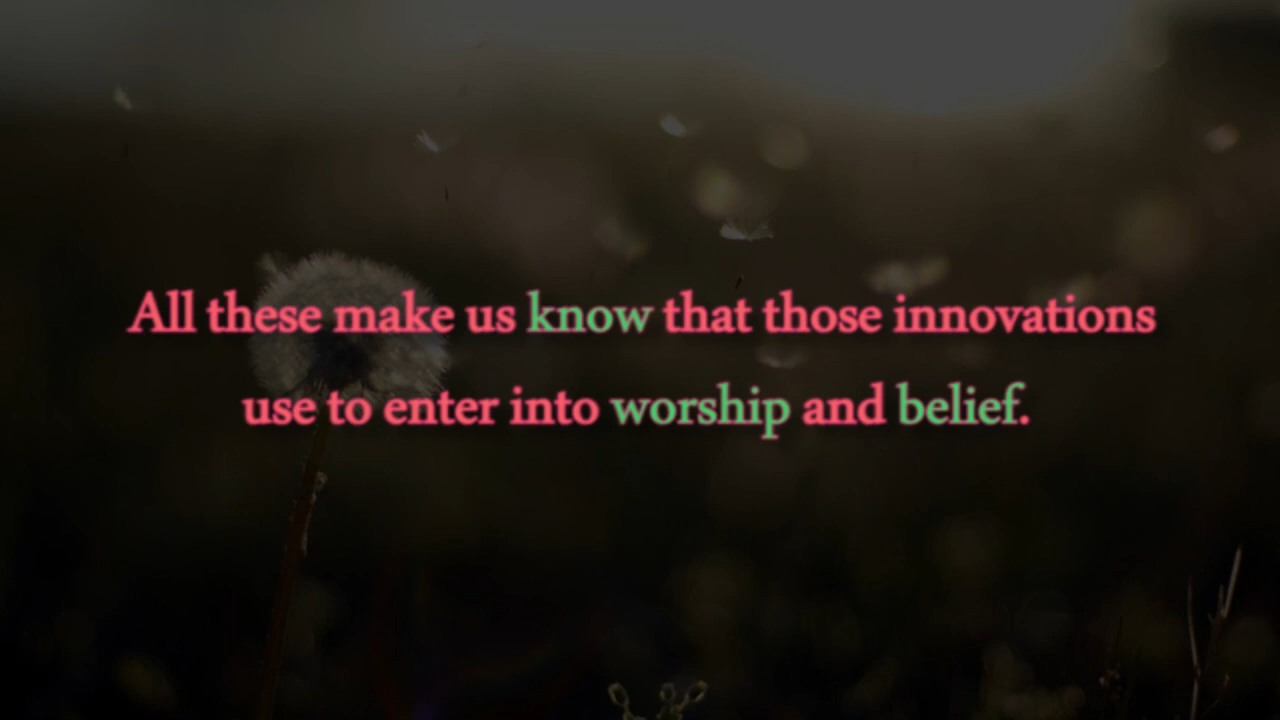 All these make us know that those innovations
use to enter into worship and belief.